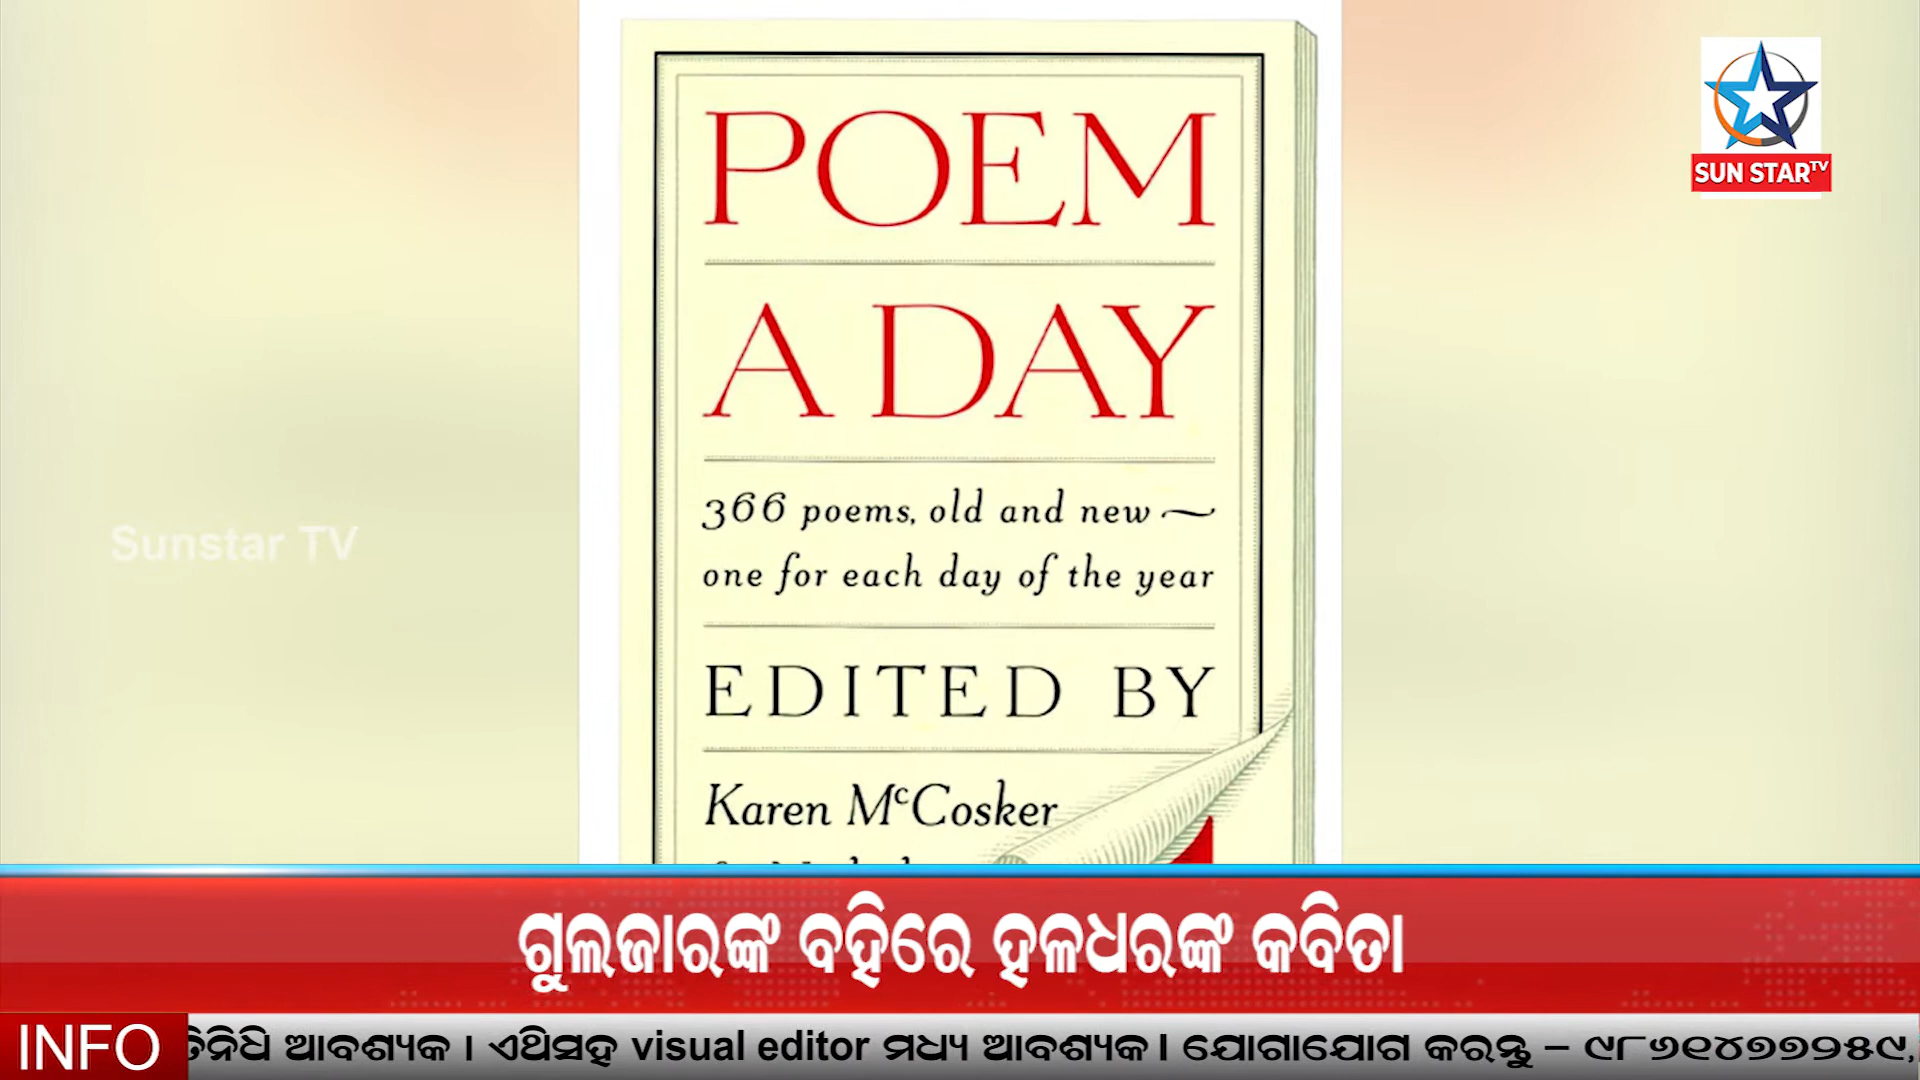 POEM
A DAY
366 poems, old and new~
one for each day of the year
EDITED BY
Karen McCosker
SUN STAR TV
Sunstar TV
ଗୁଲଜାରଙ୍କ ବହିରେ ହଳଧରଙ୍କ କବିତା
INFO
ଆବଶ୍ୟକ । ଏଥିସହ visual editor ମଧ୍ୟ ଆବଶ୍ୟକ। ଯୋଗାଯୋଗ କରନ୍ତୁ – ୯୮୬୧୪୭୭୨୫୯,